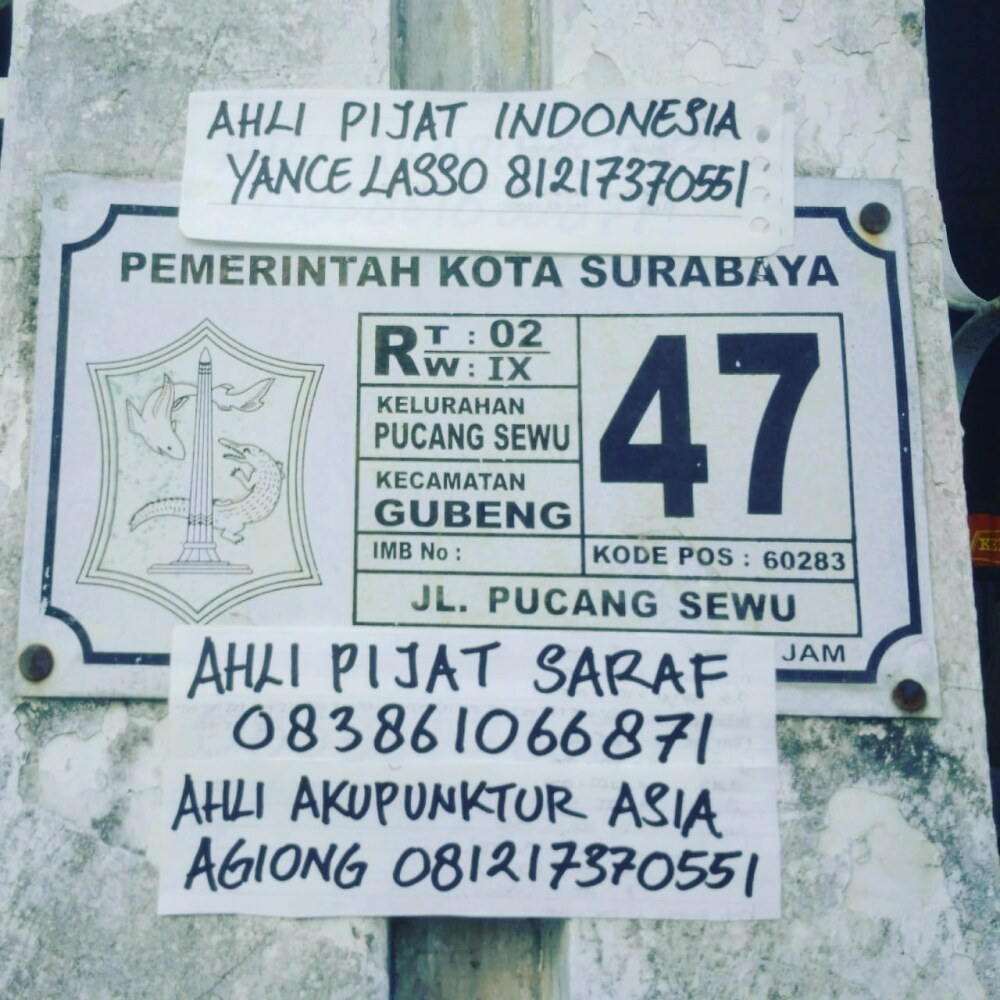 AHLI PIJAT INDONESIA
YANCE LASSO 81217370551
PEMERINTAH KOTA SURABAYA
RT : 02
RW : IX
KELURAHAN
PUCANG SEWU
KECAMATAN
GUBENG
IMB No :
47
KODE POS : 60283
JL. PUCANG SEWU
JAM
AHLI PIJAT SARAF
083861066871
AHLI AKUPUNKTUR ASIA
AGIONG 081217370551